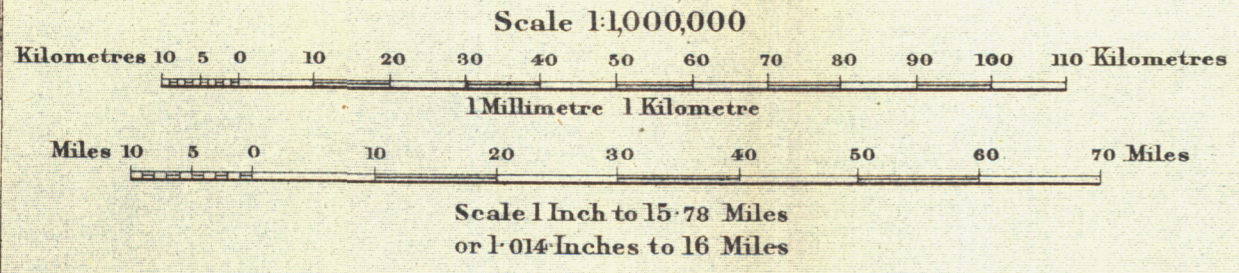 Scale 1:1,000,000
Kilometres 10 5 0 10 20 30 40 50 60 70 80 90 100 110 Kilometres
1 Millimetre 1 Kilometre
Miles 10 5 0 10 20 30 40 50 60 70 Miles
Scale 1 Inch to 15·78 Miles
or 1·014 Inches to 16 Miles